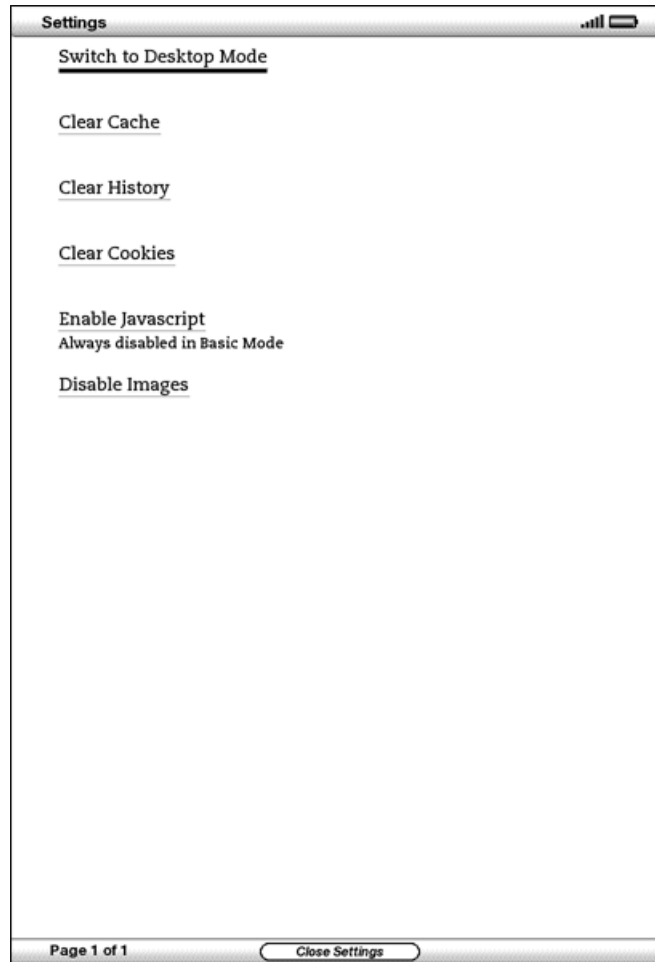 Settings
Switch to Desktop Mode
Clear Cache
Clear History
Clear Cookies
Enable Javascript
Always disabled in Basic Mode
Disable Images
Page 1 of 1
Close Settings